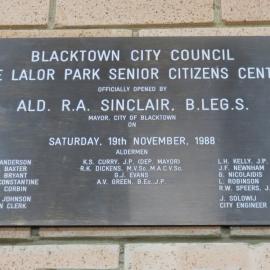 BLACKTOWN CITY COUNCIL
E LALOR PARK SENIOR CITIZENS CENT
OFFICIALLY OPENED BY
ALD. R.A. SINCLAIR, B.LEG.S.
MAYOR, CITY OF BLACKTOWN
ON
SATURDAY, 19th NOVEMBER, 1988
ALDERMEN
ANDERSON K.S. CURRY, J.P. (DEP. MAYOR) L.H. KELLY, J.P.
BAXTER R.K. DICKENS, M.V.Sc. M.A.C.V.Sc. J.F. NEWHAM
BRYANT G.J. EVANS G. NICOLAIDIS
CONSTANTINE A.V. GREEN, B.Ec.,J.P. L. ROBINSON
CORBIN R.W. SPEERS, J.
JOHNSON J. SOLOWIJ
N CLERK CITY ENGINEER